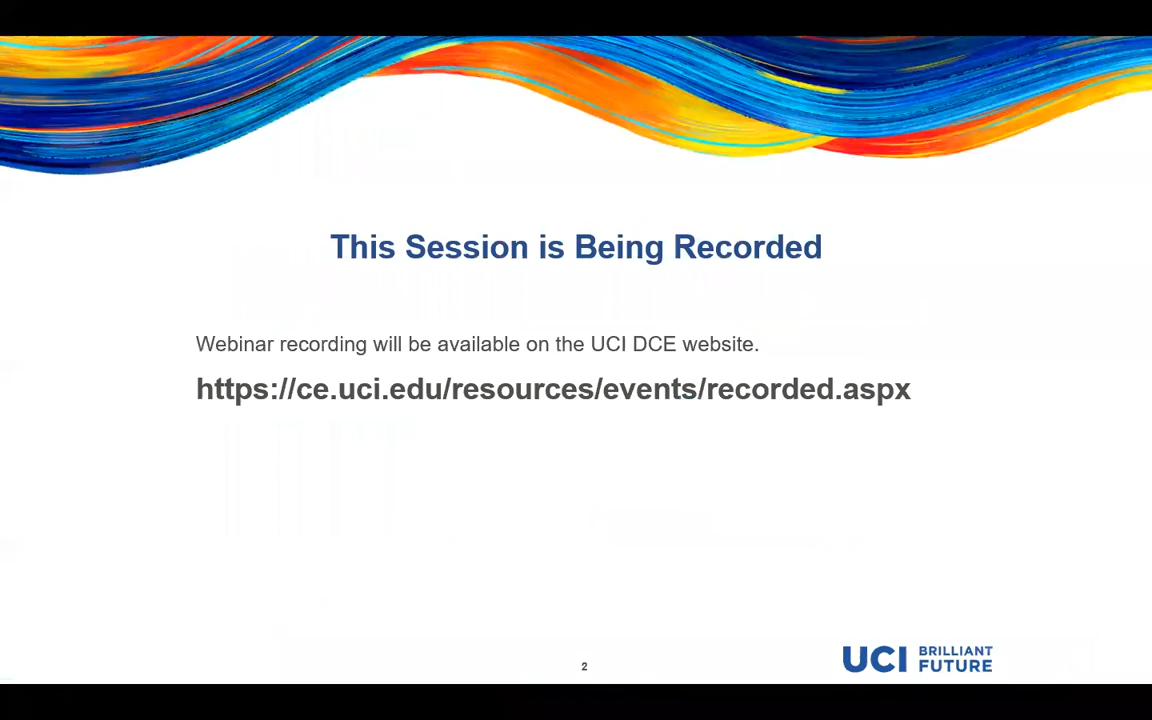 This Session is Being Recorded
Webinar recording will be available on the UCI DCE website.
https://ce.uci.edu/resources/events/recorded.aspx
2
UCI BRILLIANT
FUTURE